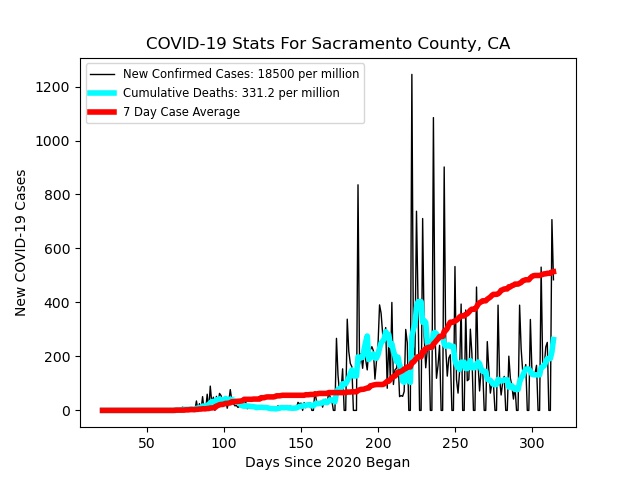 COVID-19 Stats For Sacramento County, CA
New Confirmed Cases: 18500 per million
Cumulative Deaths: 331.2 per million
7 Day Case Average
1200
1000
800
600
400
200
0
New COVID-19 Cases
50 100 150 200 250 300
Days Since 2020 Began